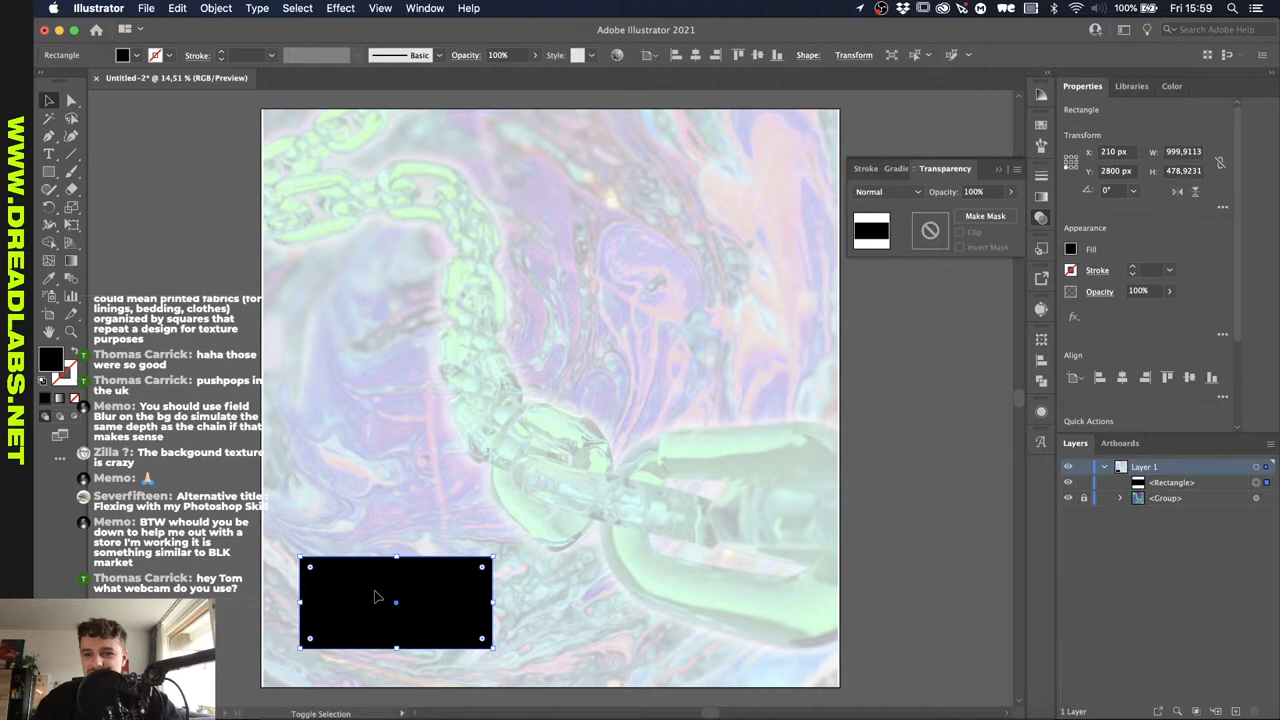 Illustrator File Edit Object Type Select Effect View Window Help 100% Fri 15:59
Adobe Illustrator 2021
Search Adobe Help
Rectangle Stroke: Basic Opacity: 100% Style: Shape: Transform
Untitled-2* @ 14,51 % (RGB/Preview)
WWW.DREADLABS.NET
could mean printed fabrics (for
linings, bedding, clothes)
organized by squares that
repeat a design for texture
purposes
Thomas Carrick: haha those
were so good
Thomas Carrick: pushpops in
the uk
Memo: You should use field
Blur on the bg do simulate the
same depth as the chain if that
makes sense
Zilla ?: The backgound texture
is crazy
Memo: 🙏
Severfifteen: Alternative title:
Flexing with my Photoshop Skil
Memo: BTW whould you be
down to help me out with a
store I'm working it is
something similar to BLK
market
Thomas Carrick: hey Tom
what webcam do you use?
Toggle Selection
Stroke Gradie Transparency
Normal Opacity: 100%
Make Mask
Clip
Invert Mask
Properties Libraries Color
Rectangle
Transform
X: 210 px W: 999,9113
Y: 2800 px H: 478,9231
0°
Appearance
Fill
Stroke
Opacity 100%
fx
Align
Quick Actions
Layers Artboards
Layer 1
<Rectangle>
<Group>
1 Layer